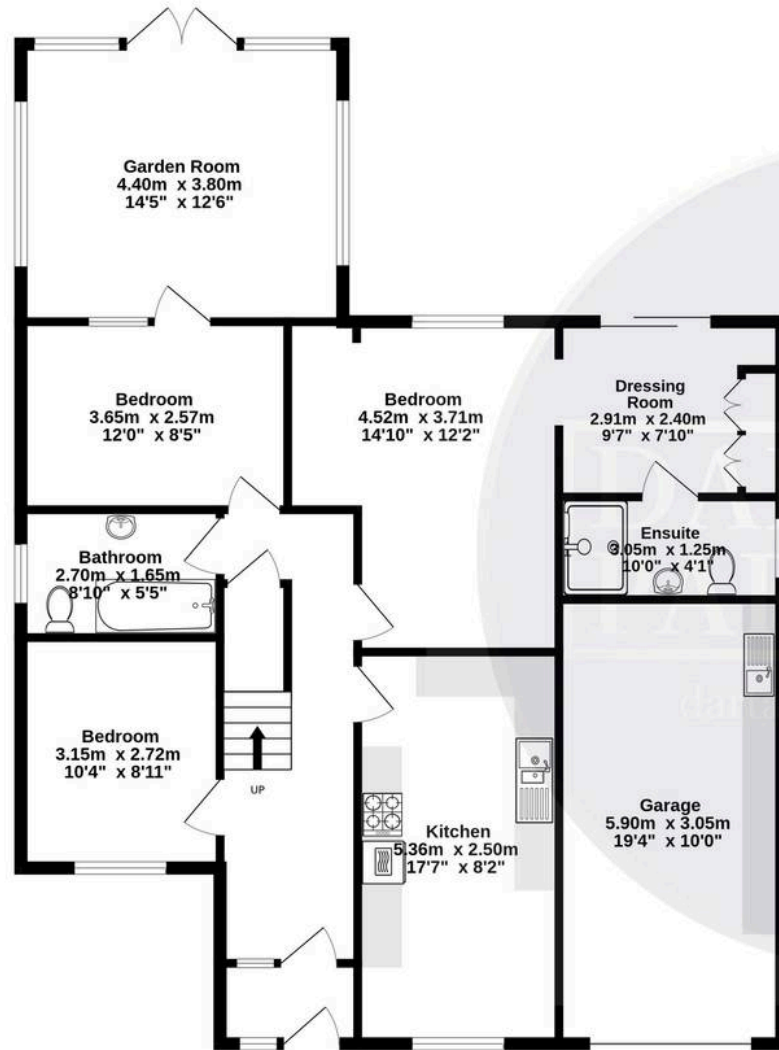 Garden Room
4.40m x 3.80m
14'5" x 12'6"
Bedroom
3.65m x 2.57m
12'0" x 8'5"
Bedroom
4.52m x 3.71m
14'10" x 12'2"
Dressing
Room
2.91m x 2.40m
9'7" x 7'10"
Bathroom
2.70m x 1.65m
8'10" x 5'5"
Ensuite
3.05m x 1.25m
10'0" x 4'1"
Bedroom
3.15m x 2.72m
10'4" x 8'11"
UP
Kitchen
5.36m x 2.50m
17'7" x 8'2"
Garage
5.90m x 3.05m
19'4" x 10'0"